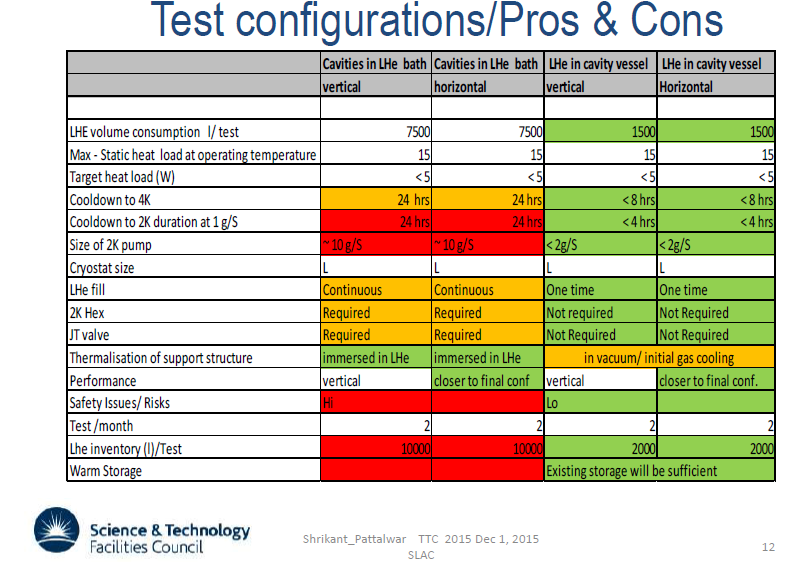 Test configurations/Pros & Cons
Cavities in LHe bath Cavities in LHe bath LHe in cavity vessel LHe in cavity vessel
vertical horizontal vertical Horizontal
LHE volume consumption l/ test 7500 7500 1500 1500
Max - Static heat load at operating temperature 15 15 15 15
Target heat load (W) < 5 < 5 < 5 < 5
Cooldown to 4K 24 hrs 24 hrs < 8 hrs < 8 hrs
Cooldown to 2K duration at 1 g/S 24 hrs 24 hrs < 4 hrs < 4 hrs
Size of 2K pump ~ 10 g/S ~ 10 g/S < 2g/S < 2g/S
Cryostat size L L L L
LHe fill Continuous Continuous One time One time
2K Hex Required Required Not required Not Required
JT valve Required Required Not Required Not Required
Thermalisation of support structure immersed in LHe immersed in LHe in vacuum/ initial gas cooling
Performance vertical closer to final conf vertical closer to final conf.
Safety Issues/ Risks Hi Lo
Test /month 2 2 2 2
Lhe inventory (l)/Test 10000 10000 2000 2000
Warm Storage Existing storage will be sufficient
Science & Technology
Facilities Council
Shrikant_Pattalwar TTC 2015 Dec 1, 2015
SLAC
12